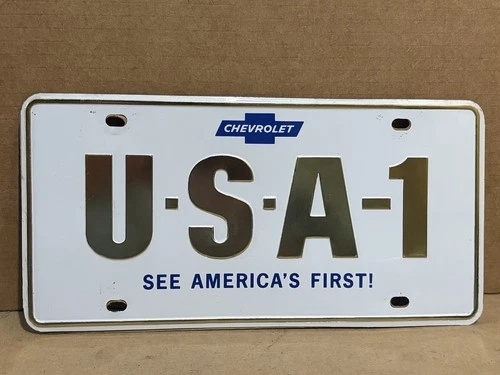 CHEVROLET
U·S·A-1
SEE AMERICA'S FIRST!